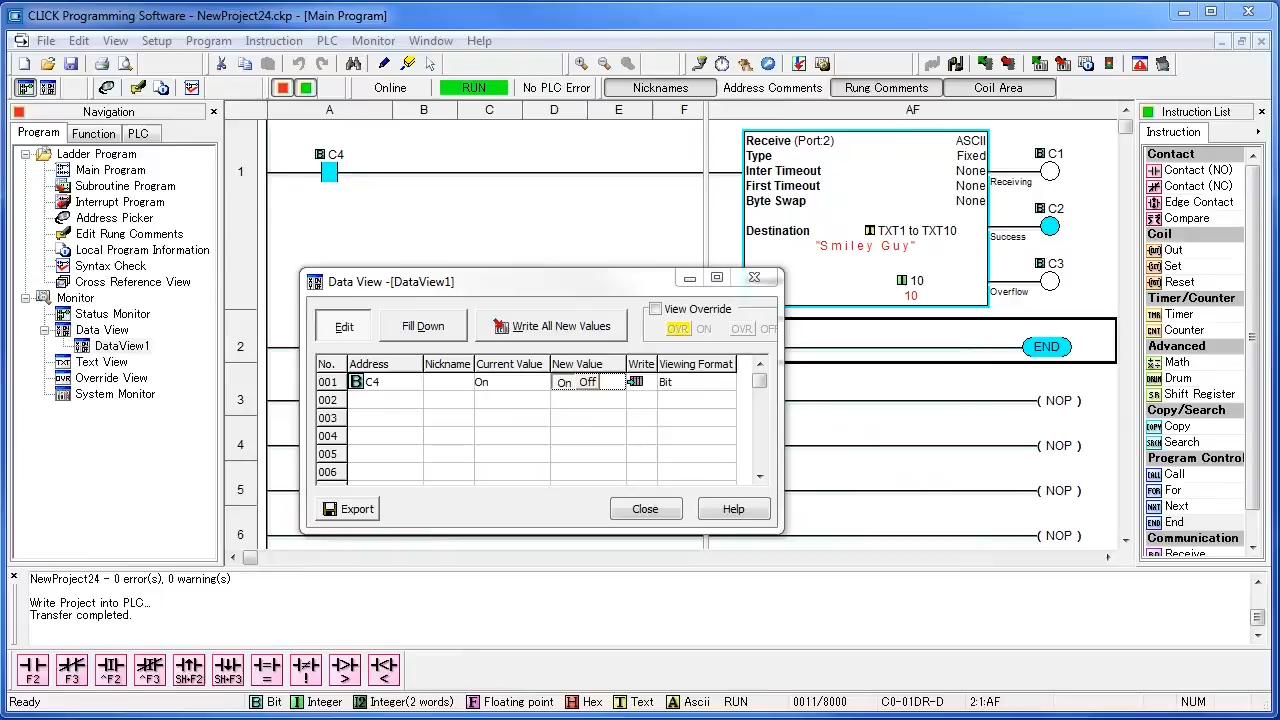 CLICK Programming Software - NewProject24.ckp - [Main Program]
File Edit View Setup Program Instruction PLC Monitor Window Help
Online RUN No PLC Error Nicknames Address Comments Rung Comments Coil Area
Navigation
Program Function PLC
Ladder Program
Main Program
Subroutine Program
Interrupt Program
Address Picker
Edit Rung Comments
Local Program Information
Syntax Check
Cross Reference View
Monitor
Status Monitor
Data View
DataView1
Text View
Override View
System Monitor
A B C D E F AF
1
B C4
Receive (Port:2) ASCII
Type Fixed
Inter Timeout None
First Timeout None
Byte Swap None
Destination T TXT1 to TXT10
"Smiley Guy"
I 10
10
B C1
Receiving
B C2
Success
B C3
Overflow
2
END
3
( NOP )
4
( NOP )
5
( NOP )
6
( NOP )
Data View -[DataView1]
Edit Fill Down Write All New Values View Override
OVR ON OVR OFF
No. Address Nickname Current Value New Value Write Viewing Format
001 B C4 On On Off Bit
002
003
004
005
006
Export Close Help
Instruction List
Instruction
Contact
Contact (NO)
Contact (NC)
Edge Contact
Compare
Coil
Out
Set
Reset
Timer/Counter
Timer
Counter
Advanced
Math
Drum
Shift Register
Copy/Search
Copy
Search
Program Contro
Call
For
Next
End
Communication
Receive
NewProject24 - 0 error(s), 0 warning(s)
Write Project into PLC...
Transfer completed.
F2 F3 ^F2 ^F3 SH+F2 SH+F3 = ! > <
Ready B Bit I Integer I2 Integer(2 words) F Floating point H Hex T Text A Ascii RUN 0011/8000 C0-01DR-D 2:1:AF NUM